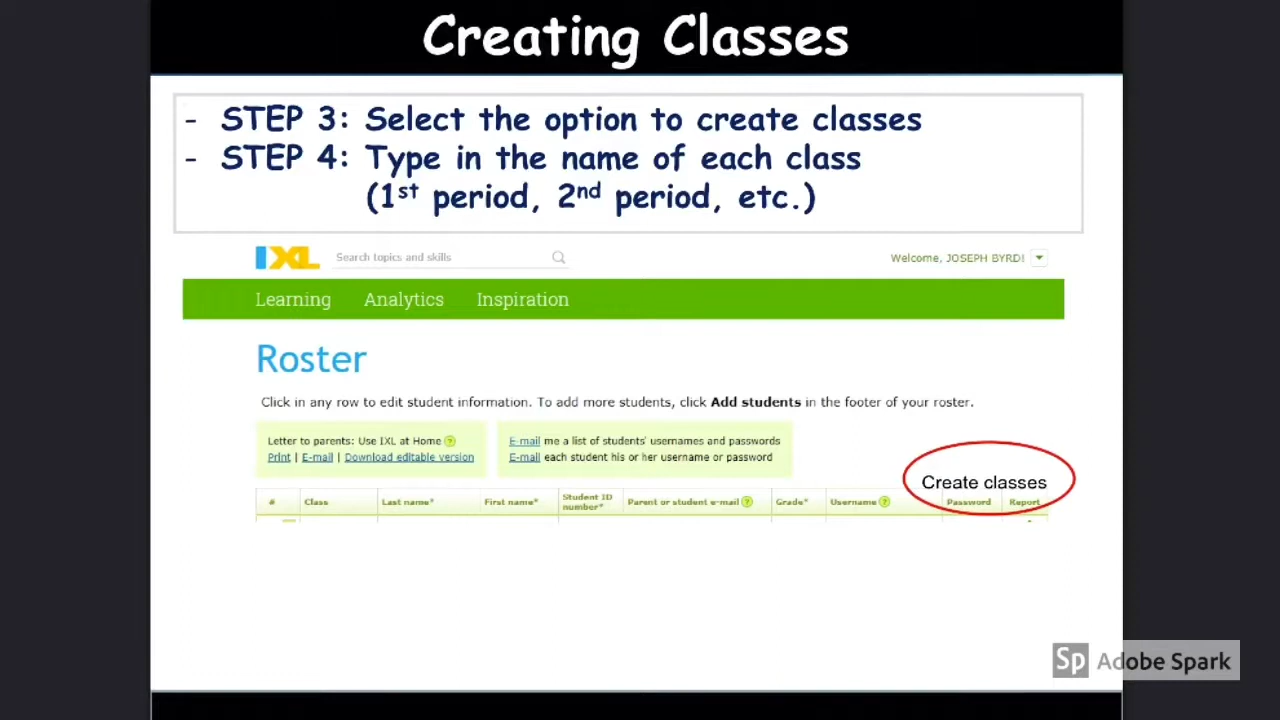 Creating Classes
- STEP 3: Select the option to create classes
- STEP 4: Type in the name of each class
(1st period, 2nd period, etc.)
IXL Search topics and skills Welcome, JOSEPH BYRD!
Learning Analytics Inspiration
Roster
Click in any row to edit student information. To add more students, click Add students in the footer of your roster.
Letter to parents: Use IXL at Home ?
Print | E-mail | Download editable version
E-mail me a list of students' usernames and passwords
E-mail each student his or her username or password
Create classes
# Class Last name* First name* Student ID number* Parent or student e-mail ? Grade* Username ? Password Report
Sp Adobe Spark